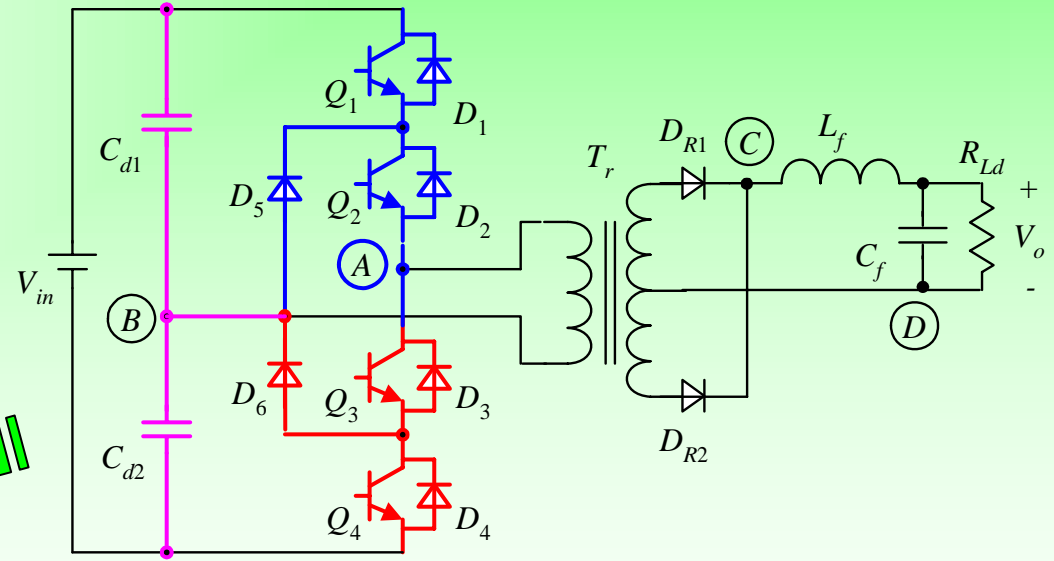 Q1
D1
Cd1
D5
Q2
D2
Tr
DR1
C
Lf
RLd
+
Vo
-
Cf
D
A
Vin
B
D6
Q3
D3
DR2
Cd2
Q4
D4